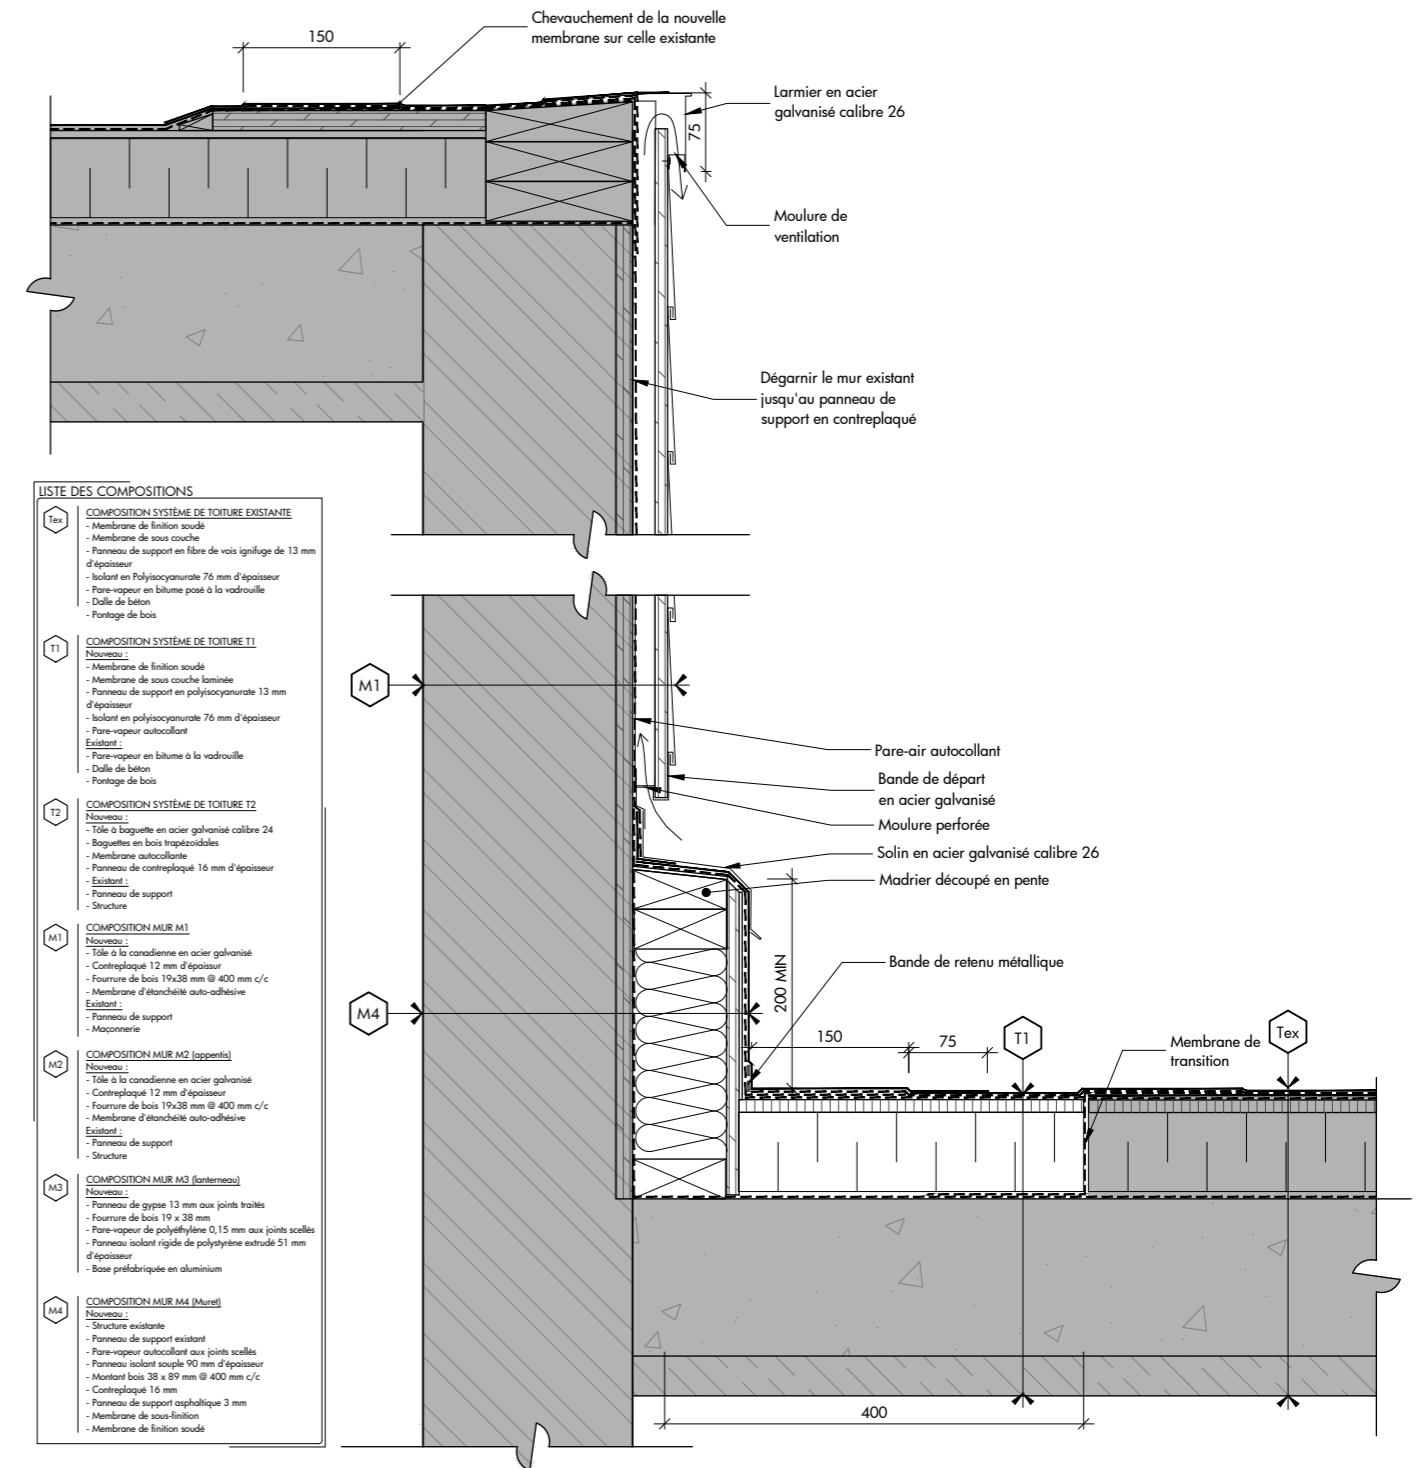 Chevauchement de la nouvelle
membrane sur celle existante
150
Larmier en acier
galvanisé calibre 26
75
Moulure de
ventilation
Dégarnir le mur existant
jusqu'au panneau de
support en contreplaqué
LISTE DES COMPOSITIONS
Tex
COMPOSITION SYSTÈME DE TOITURE EXISTANTE
- Membrane de finition soudé
- Membrane de sous couche
- Panneau de support en fibre de vois ignifuge de 13 mm
d'épaisseur
- Isolant en Polyisocyanurate 76 mm d'épaisseur
- Pare-vapeur en bitume posé à la vadrouille
- Dalle de béton
- Pontage de bois
T1
COMPOSITION SYSTÈME DE TOITURE T1
Nouveau :
- Membrane de finition soudé
- Membrane de sous couche laminée
- Panneau de support en polyisocyanurate 13 mm
d'épaisseur
- Isolant en polyisocyanurate 76 mm d'épaisseur
- Pare-vapeur autocollant
Existant :
- Pare-vapeur en bitume à la vadrouille
- Dalle de béton
- Pontage de bois
T2
COMPOSITION SYSTÈME DE TOITURE T2
Nouveau :
- Tôle à baguette en acier galvanisé calibre 24
- Baguettes en bois trapézoïdales
- Membrane autocollante
- Panneau de contreplaqué 16 mm d'épaisseur
- Existant :
- Panneau de support
- Structure
M1
COMPOSITION MUR M1
Nouveau :
- Tôle à la canadienne en acier galvanisé
- Contreplaqué 12 mm d'épaissur
- Fourrure de bois 19x38 mm @ 400 mm c/c
- Membrane d'étanchéité auto-adhésive
Existant :
- Panneau de support
- Maçonnerie
M2
COMPOSITION MUR M2 (appentis)
Nouveau :
- Tôle à la canadienne en acier galvanisé
- Contreplaqué 12 mm d'épaisseur
- Fourrure de bois 19x38 mm @ 400 mm c/c
- Membrane d'étanchéité auto-adhésive
Existant :
- Panneau de support
- Structure
M3
COMPOSITION MUR M3 (lanterneau)
Nouveau :
- Panneau de gypse 13 mm aux joints traités
- Fourrure de bois 19 x 38 mm
- Pare-vapeur de polyéthylène 0,15 mm aux joints scellés
- Panneau isolant rigide de polystyrène extrudé 51 mm
d'épaisseur
- Base préfabriquée en aluminium
M4
COMPOSITION MUR M4 (Muret)
Nouveau :
- Structure existante
- Panneau de support existant
- Pare-vapeur autocollant aux joints scellés
- Panneau isolant souple 90 mm d'épaisseur
- Montant bois 38 x 89 mm @ 400 mm c/c
- Contreplaqué 16 mm
- Panneau de support asphaltique 3 mm
- Membrane de sous-finition
- Membrane de finition soudé
M1
Pare-air autocollant
Bande de départ
en acier galvanisé
Moulure perforée
Solin en acier galvanisé calibre 26
Madrier découpé en pente
M4
200 MIN
Bande de retenu métallique
150
75
T1
Membrane de
transition
Tex
400